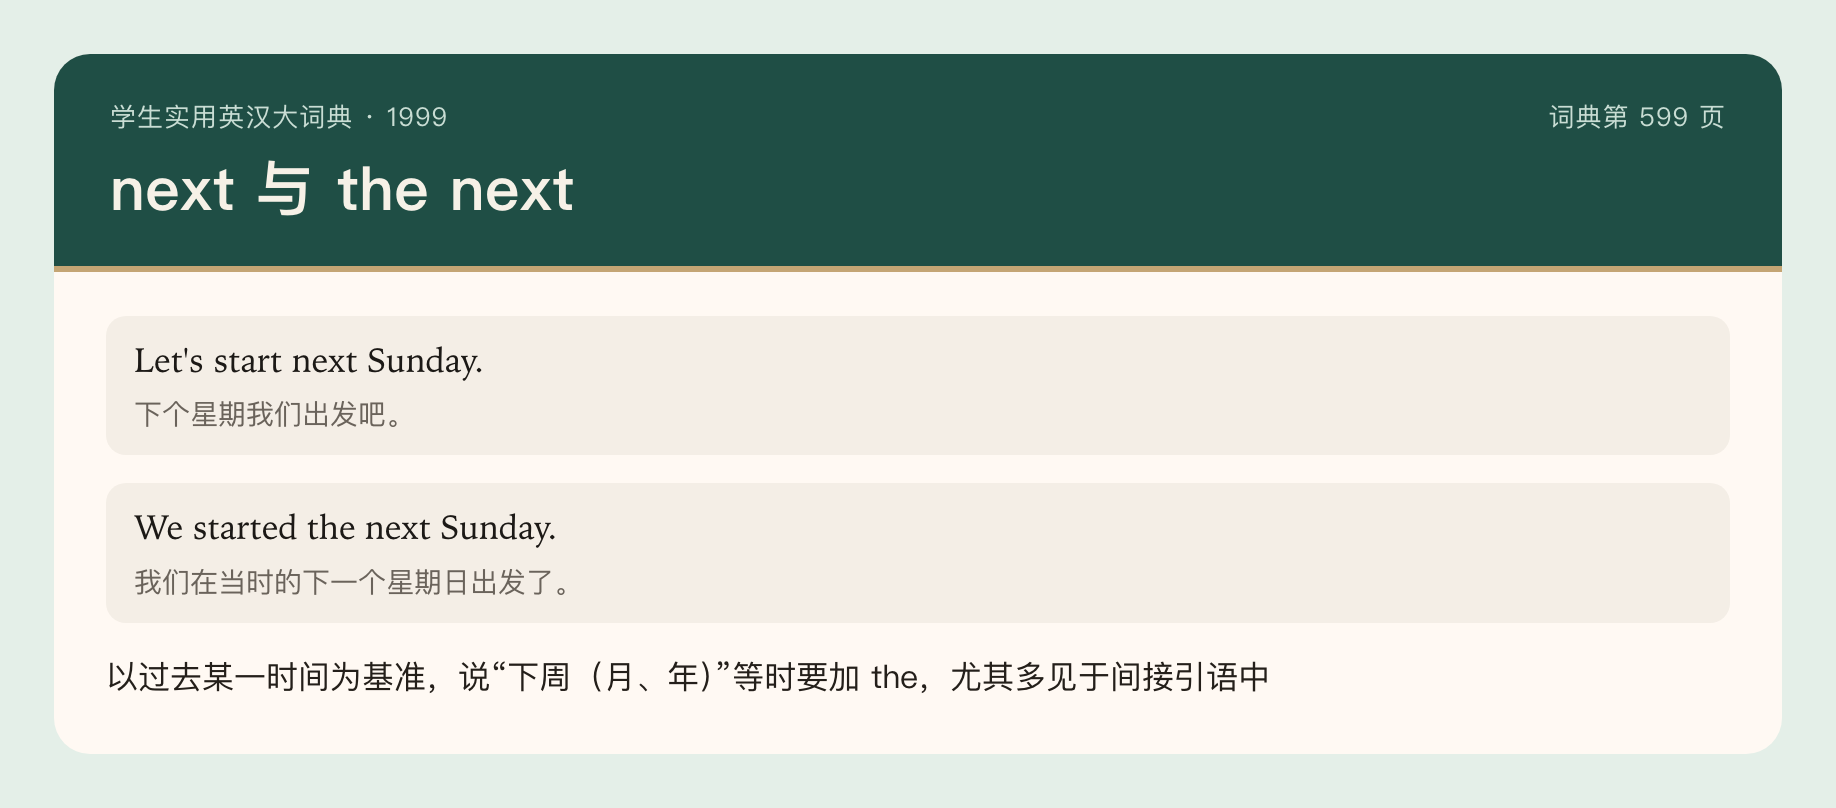 学生实用英汉大词典 · 1999
词典第 599 页
next 与 the next
Let's start next Sunday.
下个星期我们出发吧。
We started the next Sunday.
我们在当时的下一个星期日出发了。
以过去某一时间为基准，说“下周（月、年）”等时要加 the，尤其多见于间接引语中